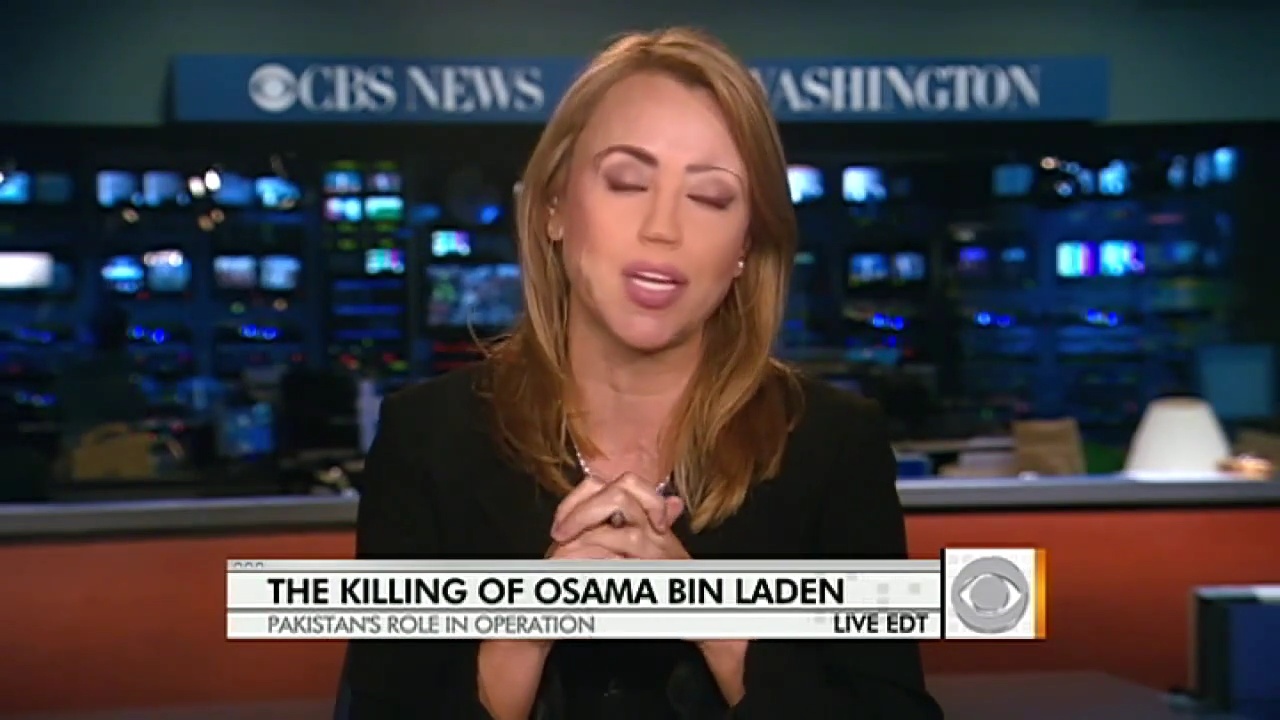 CBS NEWS WASHINGTON
THE KILLING OF OSAMA BIN LADEN
PAKISTAN'S ROLE IN OPERATION
LIVE EDT